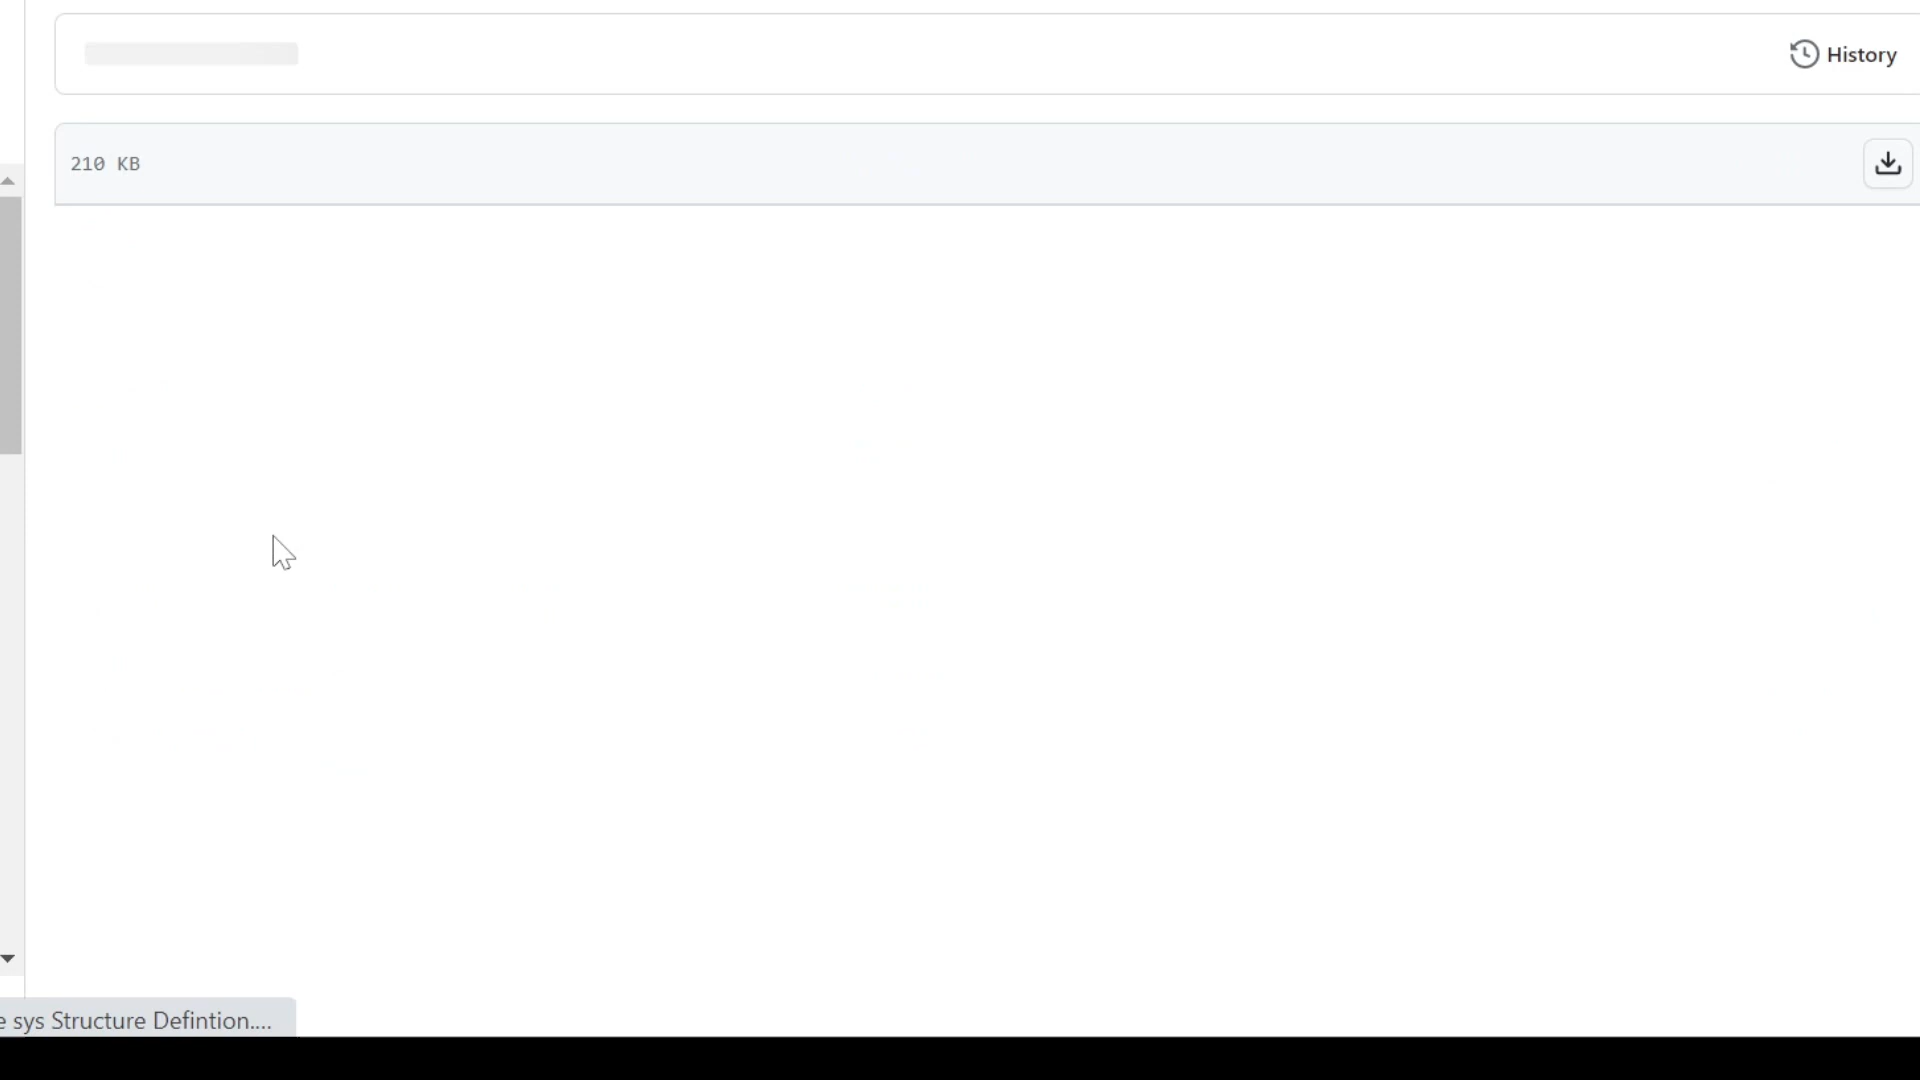 History
210 KB
e sys Structure Defintion....